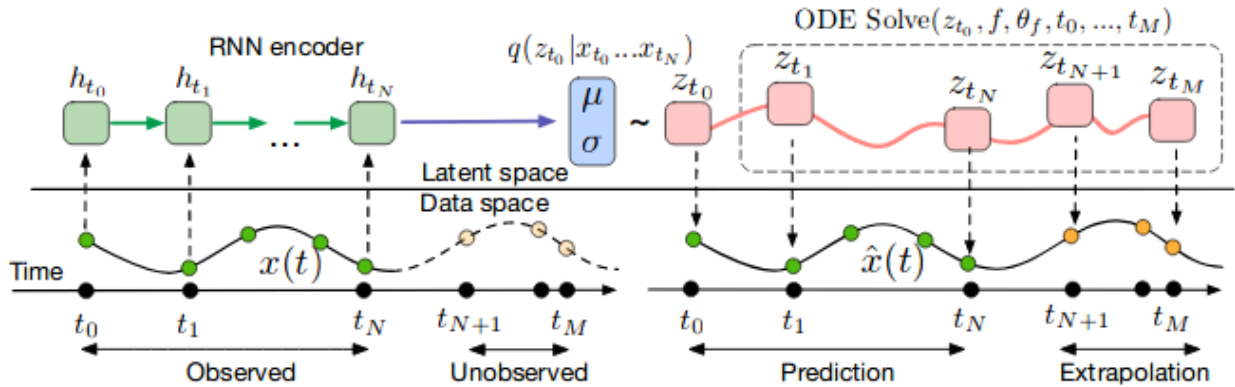 ODE Solve(z_{t_0}, f, θ_f, t_0, ..., t_M)
RNN encoder
q(z_{t_0}|x_{t_0}...x_{t_N})
h_{t_0} h_{t_1} h_{t_N}
z_{t_0} z_{t_1} z_{t_N} z_{t_{N+1}} z_{t_M}
...
μ
σ
~
Latent space
Data space
x(t)
x̂(t)
Time
t_0 t_1 t_N t_{N+1} t_M
t_0 t_1 t_N t_{N+1} t_M
Observed Unobserved Prediction Extrapolation